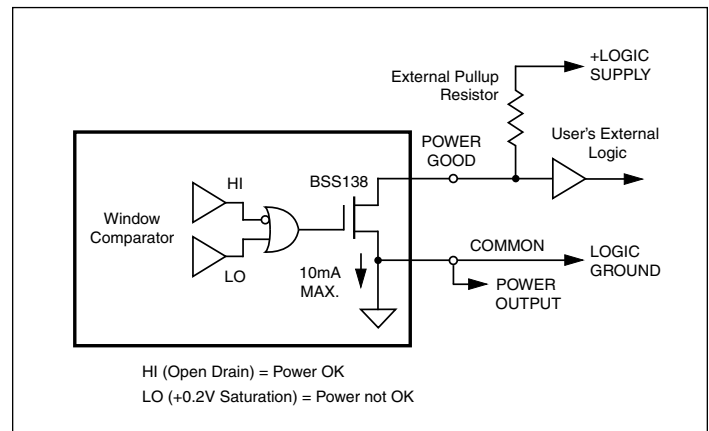 +LOGIC
SUPPLY
External Pullup
Resistor
User's External
Logic
POWER
GOOD
HI
BSS138
Window
Comparator
LO
10mA
MAX.
COMMON
LOGIC
GROUND
POWER
OUTPUT
HI (Open Drain) = Power OK
LO (+0.2V Saturation) = Power not OK